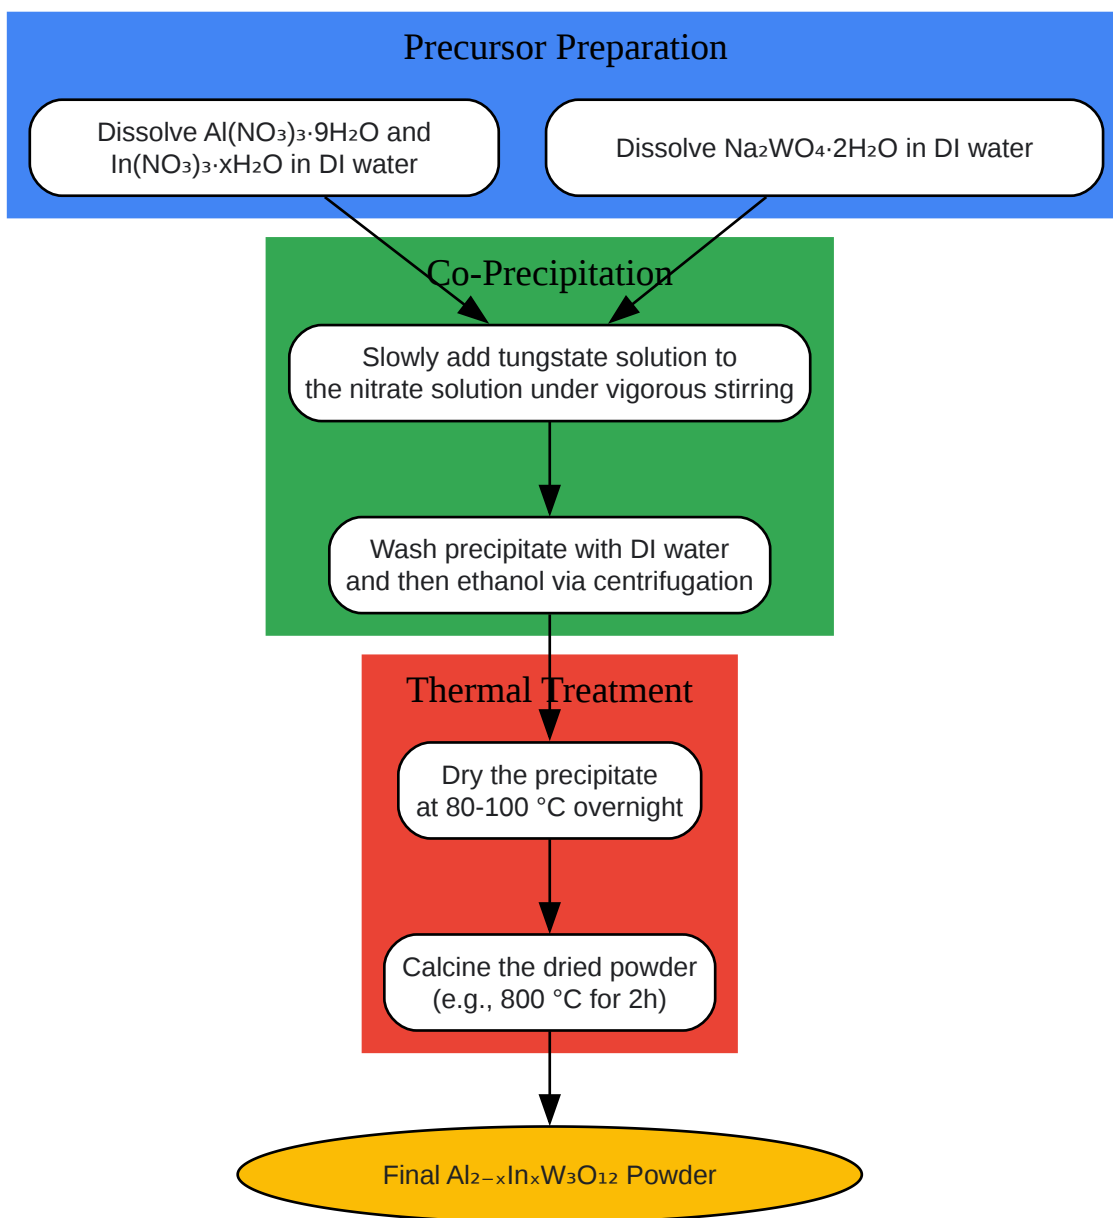 Precursor Preparation
Dissolve Al(NO₃)₃·9H₂O and
In(NO₃)₃·xH₂O in DI water
Dissolve Na₂WO₄·2H₂O in DI water
Co-Precipitation
Slowly add tungstate solution to
the nitrate solution under vigorous stirring
Wash precipitate with DI water
and then ethanol via centrifugation
Thermal Treatment
Dry the precipitate
at 80-100 °C overnight
Calcine the dried powder
(e.g., 800 °C for 2h)
Final Al₂₋ₓInₓW₃O₁₂ Powder